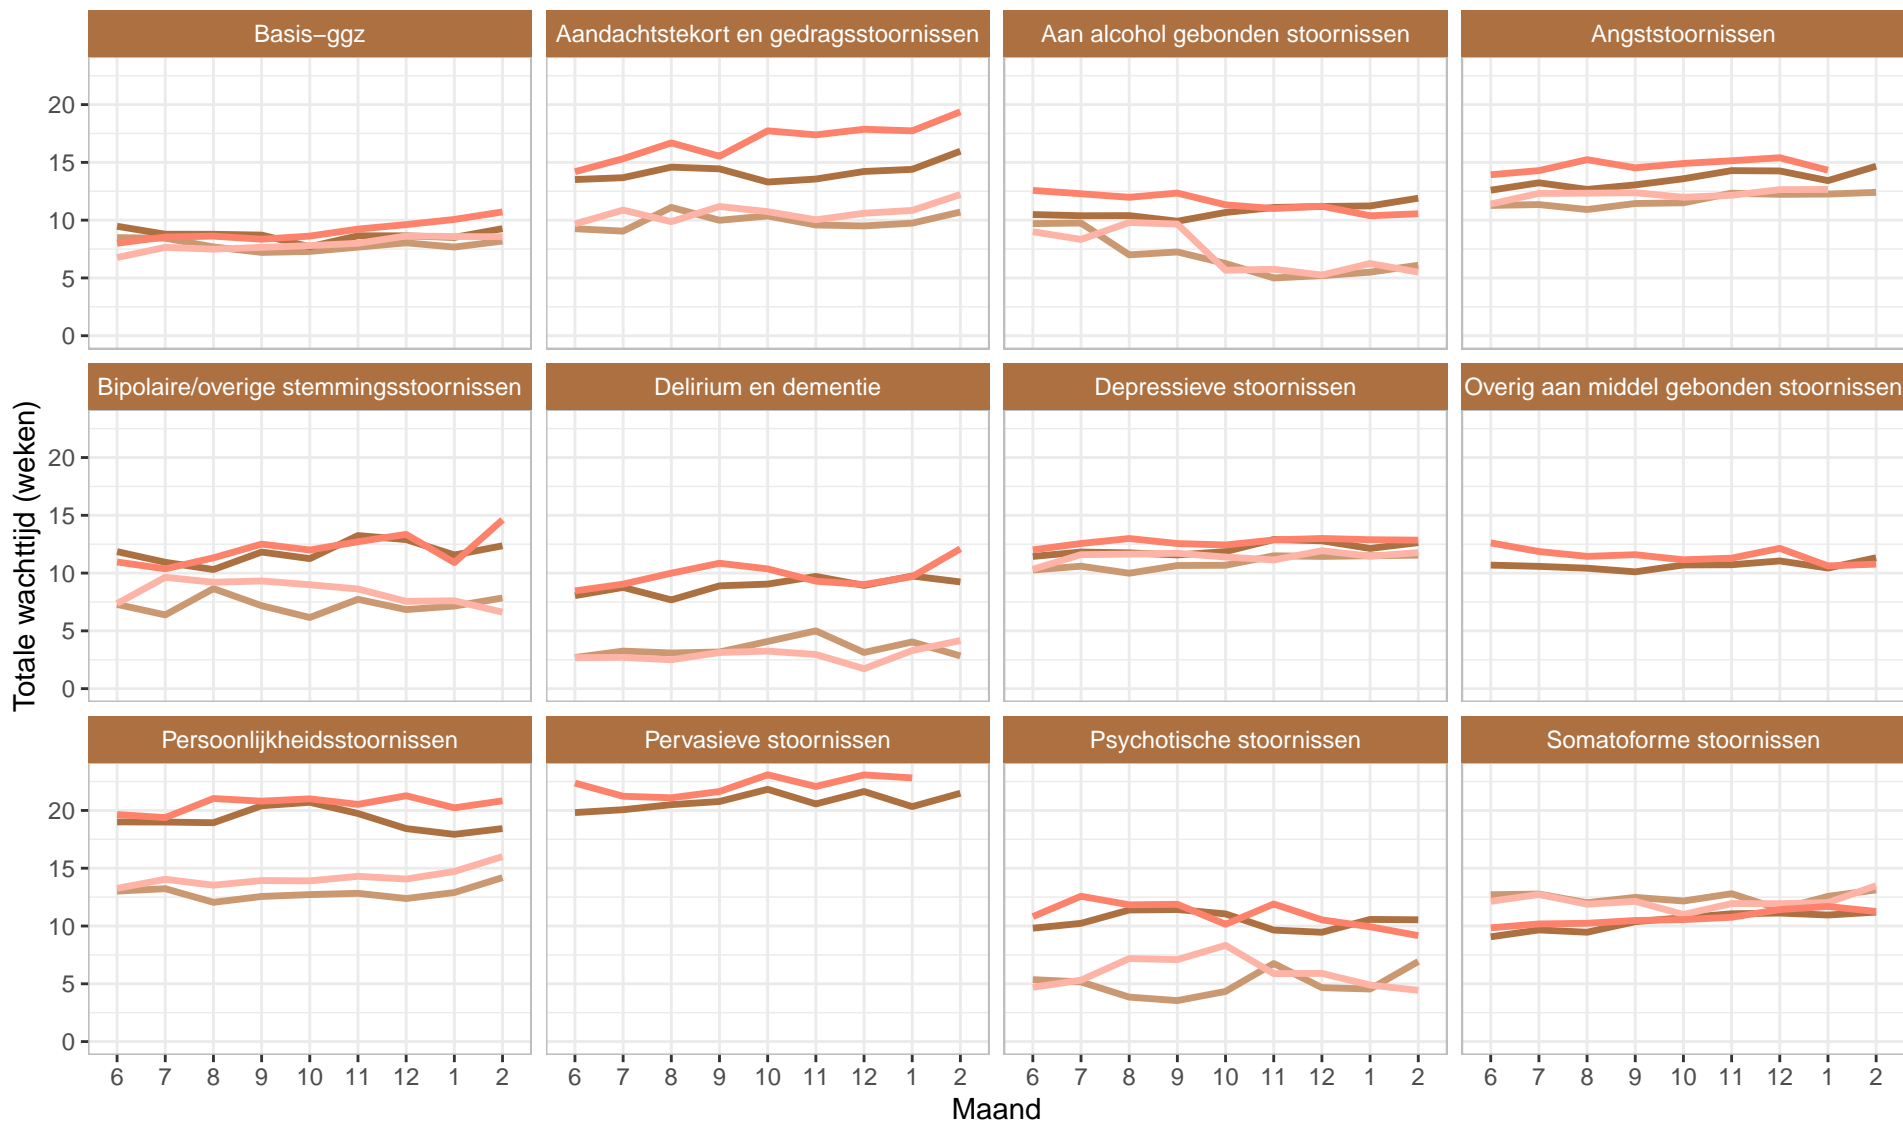 Basis−ggz
Aandachtstekort en gedragsstoornissen
Aan alcohol gebonden stoornissen
Angststoornissen
20
15
10
5
0
Bipolaire/overige stemmingsstoornissen
Delirium en dementie
Depressieve stoornissen
Overig aan middel gebonden stoornissen
20
15
10
5
0
Totale wachttijd (weken)
Persoonlijkheidsstoornissen
Pervasieve stoornissen
Psychotische stoornissen
Somatoforme stoornissen
20
15
10
5
0
6 7 8 9 10 11 12 1 2
6 7 8 9 10 11 12 1 2
6 7 8 9 10 11 12 1 2
6 7 8 9 10 11 12 1 2
Maand